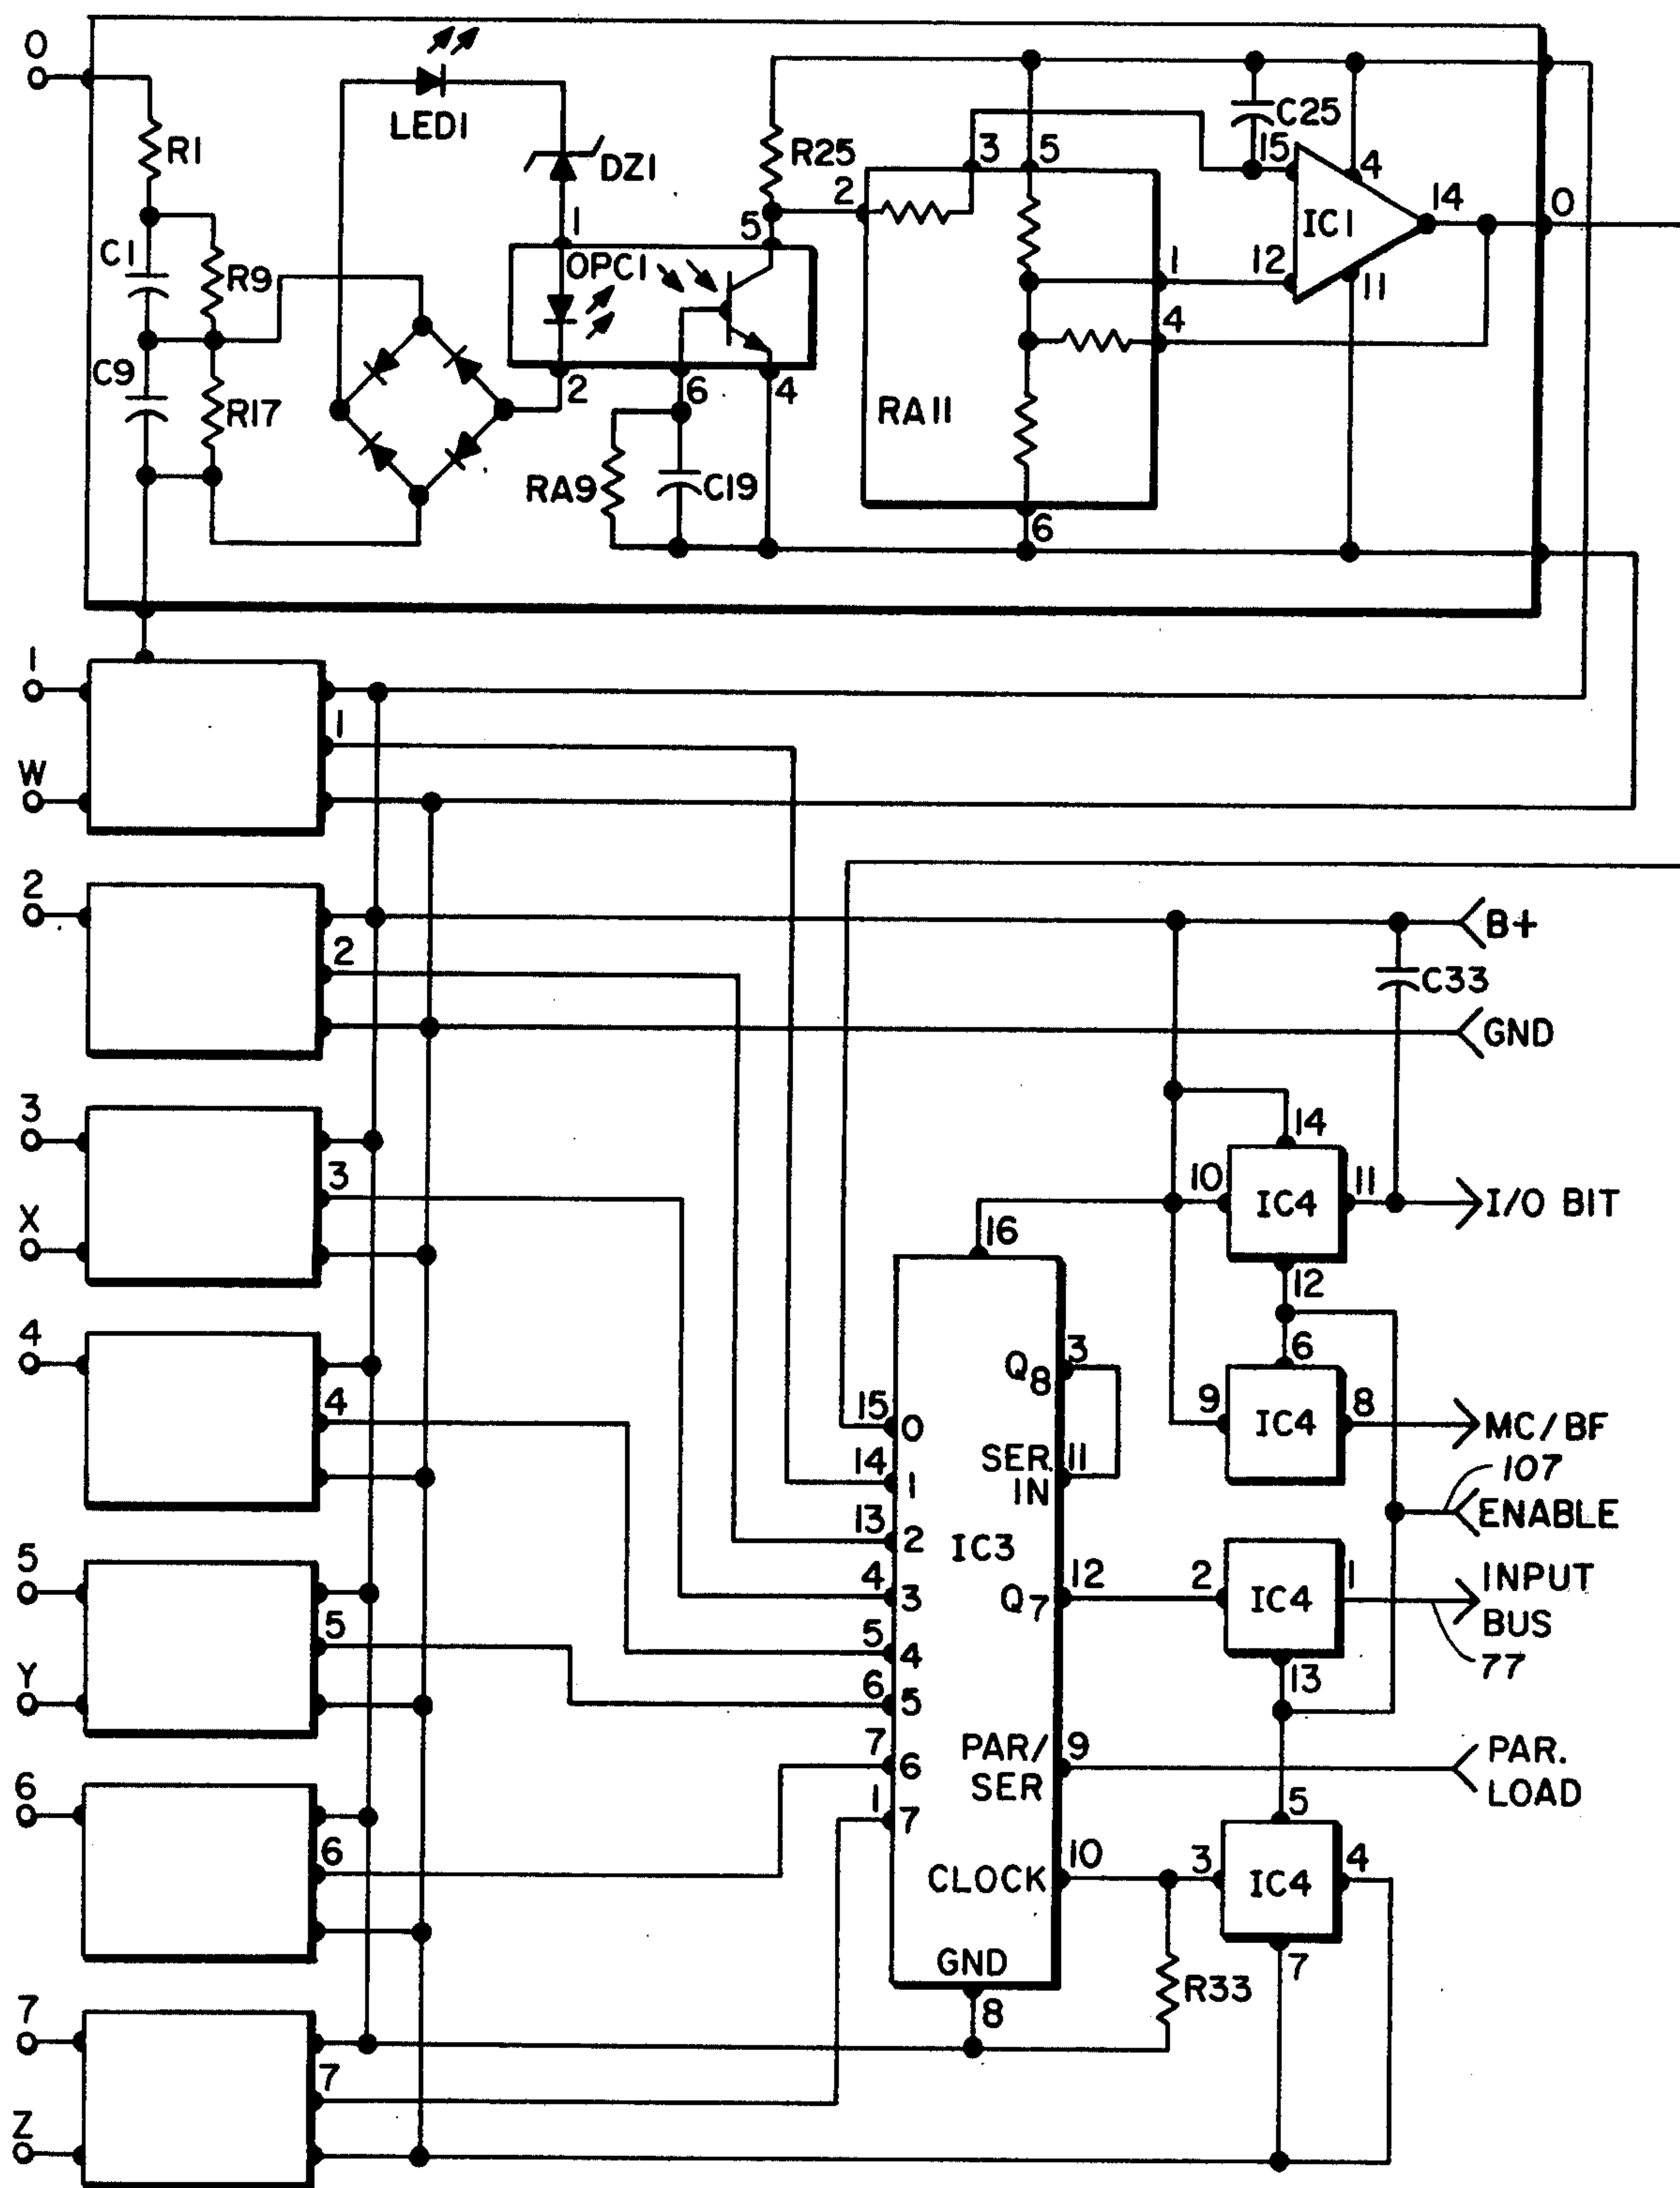 0
R1
C1
R9
C9
R17
LED1
DZ1
1
OPC1
5
2
6
4
RA9
C19
R25
2
3
5
RA11
1
4
6
C25
15
4
IC1
12
11
14
0
1
1
W
2
2
B+
C33
GND
3
3
X
14
10
IC4
11
I/O BIT
12
16
4
4
6
9
IC4
8
MC/BF
107
ENABLE
Q8
3
SER.
IN
11
15
0
14
1
13
2
IC3
4
3
Q7
12
2
IC4
1
INPUT
BUS
77
13
5
5
Y
5
4
6
5
7
6
PAR/
SER
9
PAR.
LOAD
1
7
5
6
6
CLOCK
10
3
IC4
4
7
GND
8
R33
7
7
Z